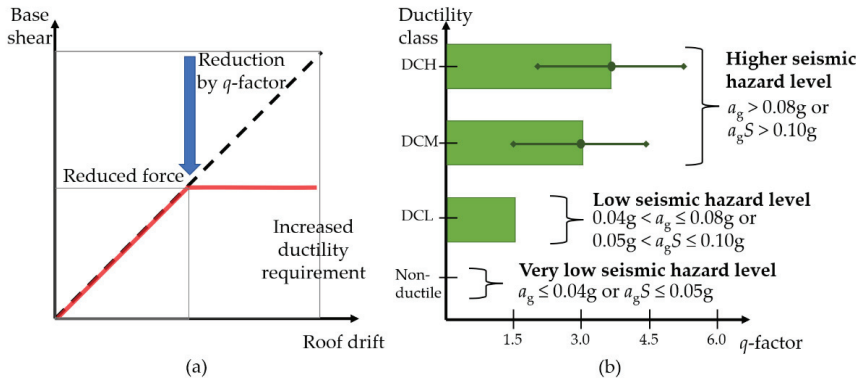 Base
shear
Reduction
by q-factor
Reduced force
Increased
ductility
requirement
Roof drift
(a)
Ductility
class
DCH
DCM
DCL
Non-
ductile
Higher seismic
hazard level
ag > 0.08g or
agS > 0.10g
Low seismic hazard level
0.04g < ag ≤ 0.08g or
0.05g < agS ≤ 0.10g
Very low seismic hazard level
ag ≤ 0.04g or agS ≤ 0.05g
1.5 3.0 4.5 6.0 q-factor
(b)